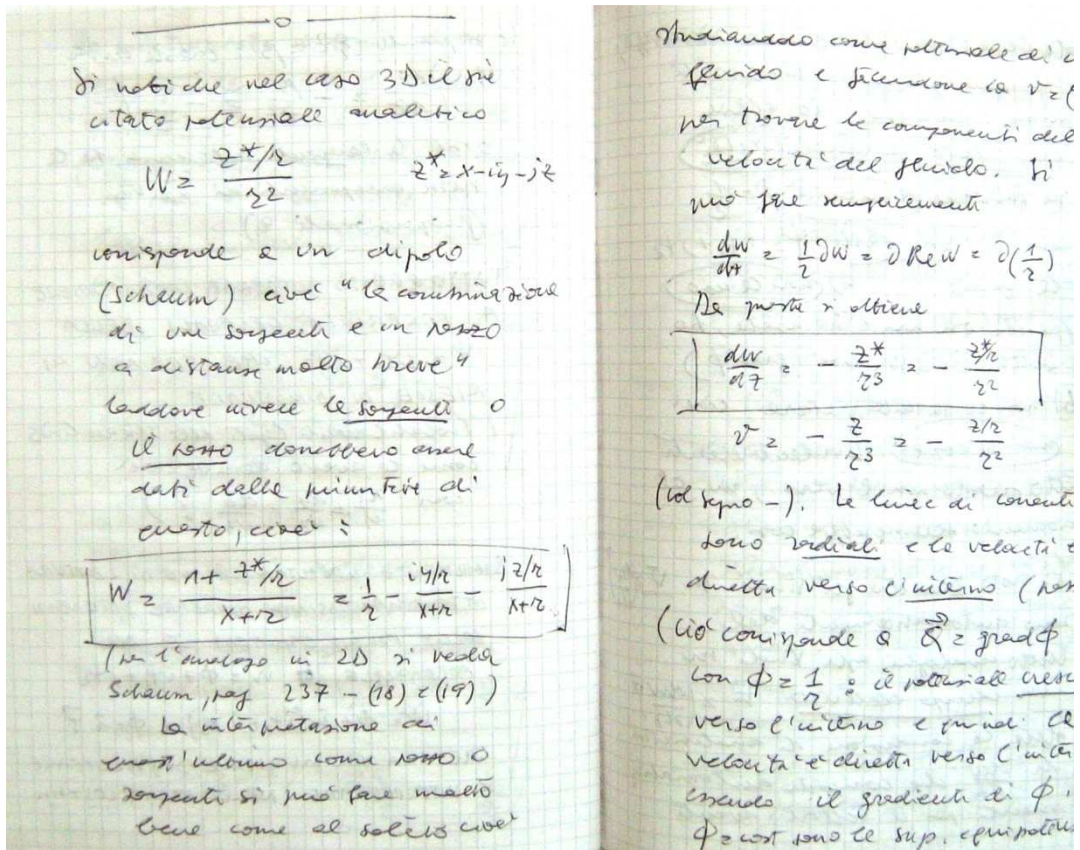 Si noti che nel caso 3D il già
citato potenziale analitico
W = (z*/r)/r² z* = x-iy-jz
corrisponde a un dipolo
(Schaum) cioè "la combinazione
di una sorgente e un pozzo
a distanza molto breve"
laddove invece le sorgenti o
il pozzo dovrebbero essere
dati dalla primitiva di
questo, cioè:
W = (1 + z*/r)/(x+r) = 1/r - (iy/r)/(x+r) - (jz/r)/(x+r)
(per l'analogo in 2D si veda
Schaum, pag 237 - (18) e (19))
La interpretazione di
quest'ultimo come pozzo o
sorgente si può fare molto
bene come al solito cioè
studiandolo come potenziale di
fluido e facendone la v = (
per trovare le componenti del
velocità del fluido. Si
può fare semplicemente
dw/dz = 1/2 ∂W = ∂ Re W = ∂(1/r)
Da questa si ottiene
dw/dz = - z*/r³ = - (z*/r)/r²
v = - z/r³ = - (z/r)/r²
(col segno -). Le linee di corrente
sono radiali e la velocità è
diretta verso l'interno (
(ciò corrisponde a Q⃗ = grad Φ
con Φ = 1/r : il potenziale cresc
verso l'interno e quindi la
velocità è diretta verso l'inter
essendo il gradiente di Φ.
Φ = cost sono le sup. equipoten